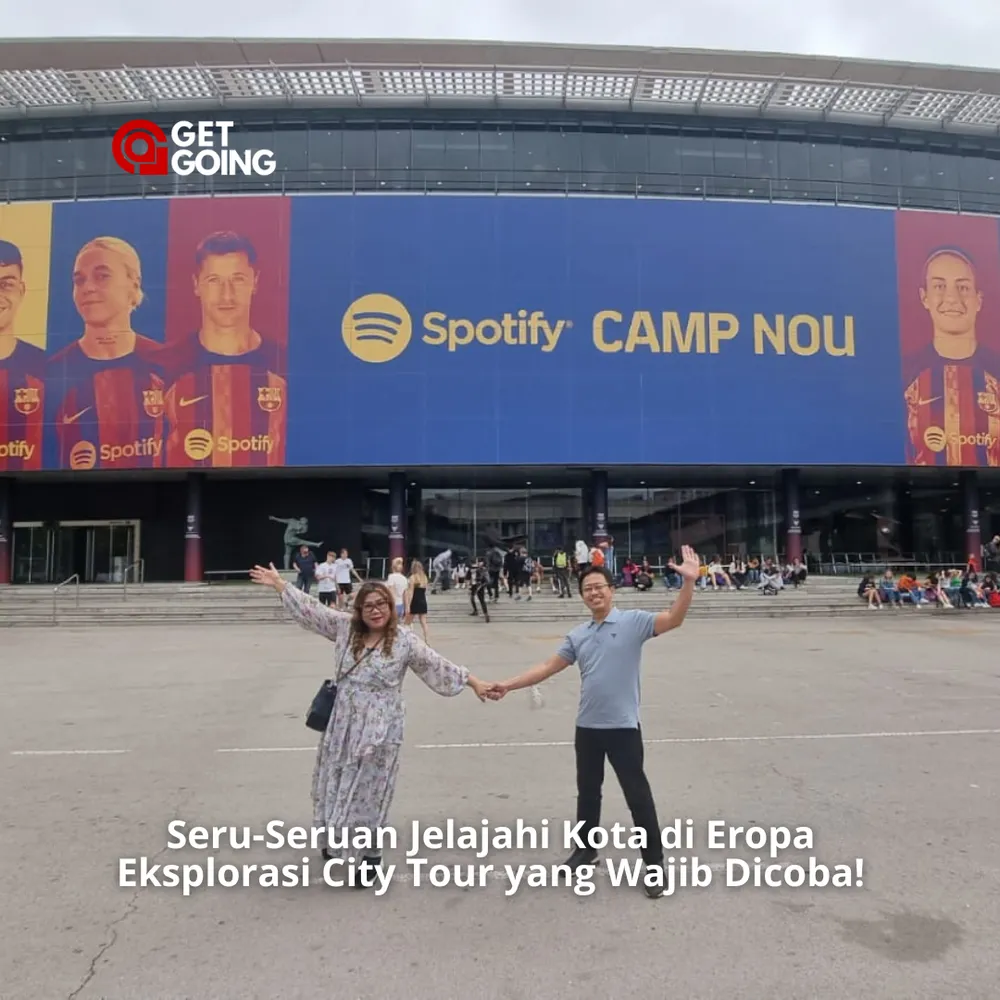 GET
GOING
Spotify CAMP NOU
otify
Spotify
Spotify
Spotify
Seru-Seruan Jelajahi Kota di Eropa
Eksplorasi City Tour yang Wajib Dicoba!